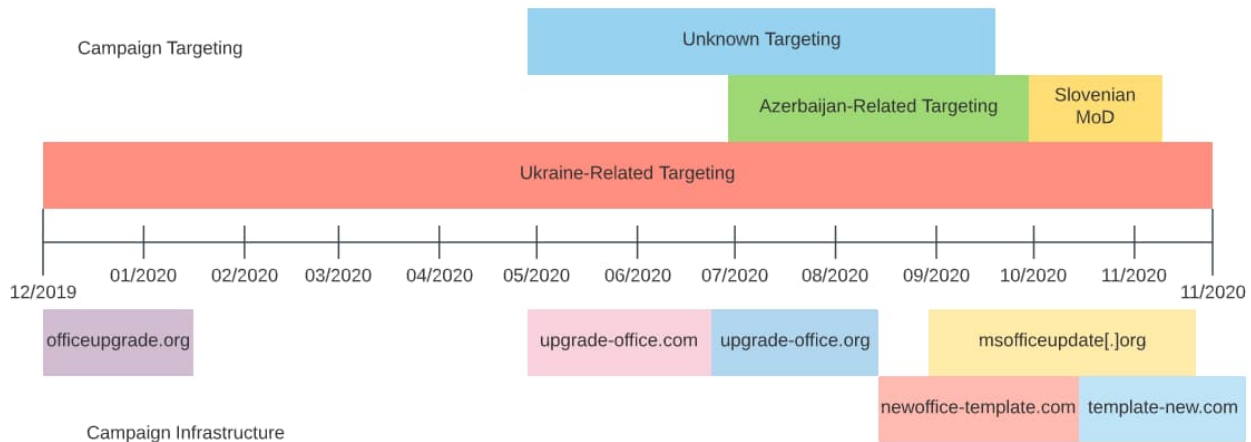 Unknown Targeting
Campaign Targeting
Azerbaijan-Related Targeting
Slovenian
MoD
Ukraine-Related Targeting
01/2020 02/2020 03/2020 04/2020 05/2020 06/2020 07/2020 08/2020 09/2020 10/2020 11/2020
12/2019 11/2020
officeupgrade.org upgrade-office.com upgrade-office.org msofficeupdate[.]org
newoffice-template.com template-new.com
Campaign Infrastructure